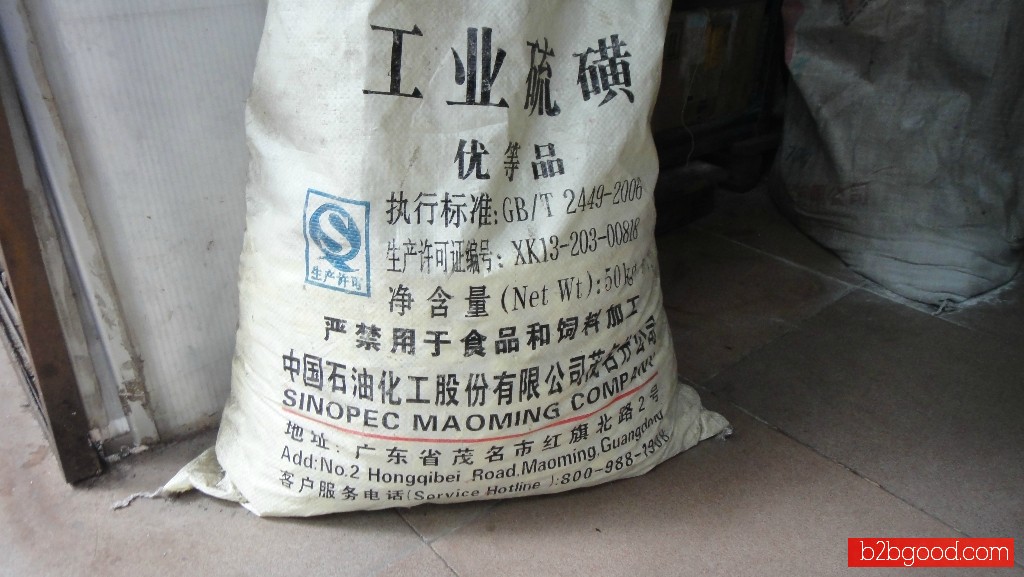 工业硫磺
优等品
执行标准:GB/T 2449-2006
生产许可证编号: XK13-203-00818
生产许可
净含量(Net Wt):50kg
严禁用于食品和饲料加工
中国石油化工股份有限公司茂名分公司
SINOPEC MAOMING COMPANY
地址:广东省茂名市红旗北路2号
Add:No.2 Hongqibei Road,Maoming,Guangdong
客户服务电话(Service Hotline):800-988-1998
b2bgood.com